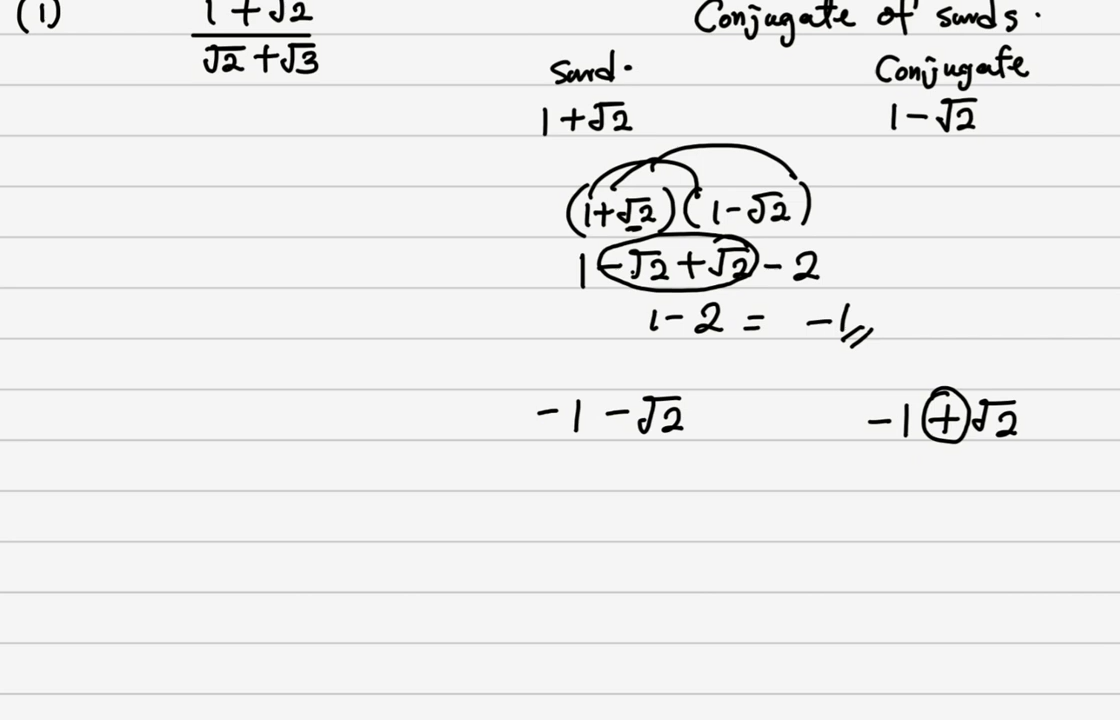 (1) (1+√2)/(√2+√3)
Conjugate of surds.
Surd. Conjugate
1+√2 1-√2
(1+√2)(1-√2)
1-√2+√2-2
1-2 = -1
-1-√2 -1+√2